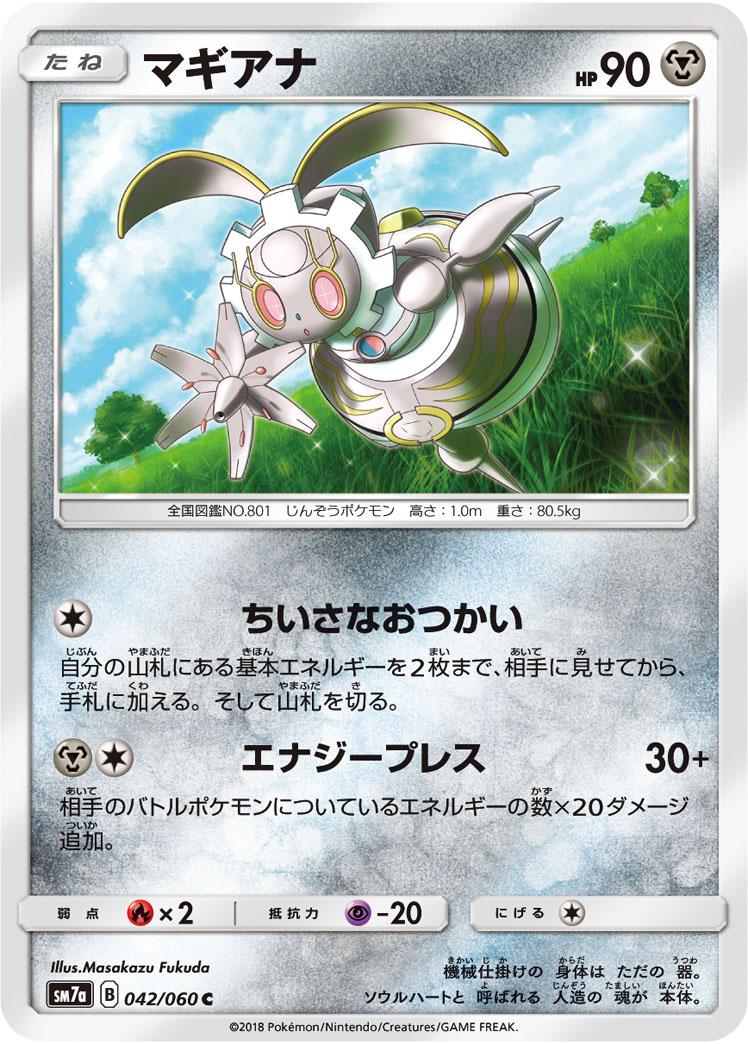 たね マギアナ HP 90
全国図鑑NO.801 じんぞうポケモン 高さ：1.0m 重さ：80.5kg
ちいさなおつかい
自分の山札にある基本エネルギーを2枚まで、相手に見せてから、
手札に加える。そして山札を切る。
エナジープレス 30+
相手のバトルポケモンについているエネルギーの数×20ダメージ
追加。
弱点 ×2 抵抗力 -20 にげる
Illus.Masakazu Fukuda
機械仕掛けの 身体は ただの 器。
ソウルハートと 呼ばれる 人造の 魂が 本体。
sm7a B 042/060 C
©2018 Pokémon/Nintendo/Creatures/GAME FREAK.